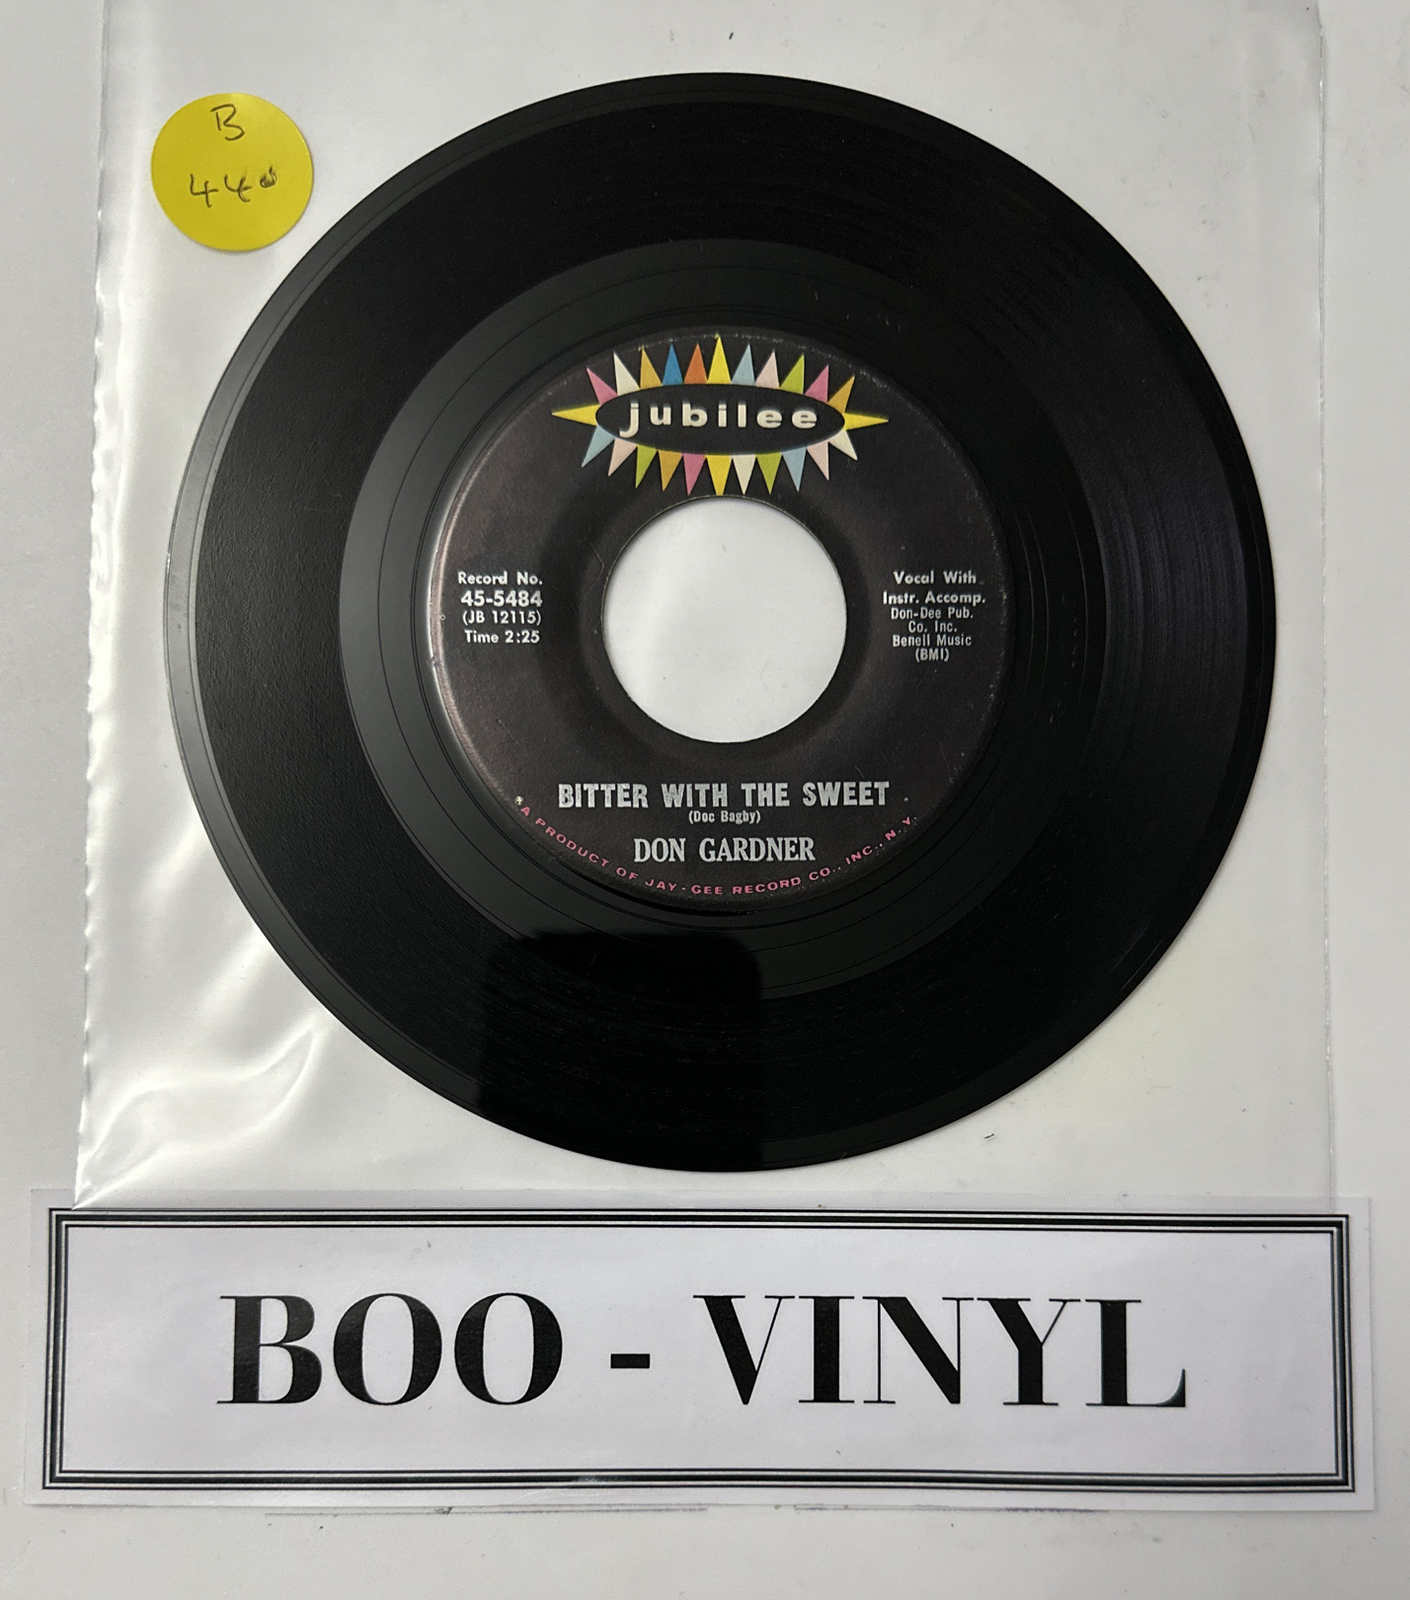 B
44
jubilee
Record No.
45-5484
(JB 12115)
Time 2:25
Vocal With
Instr. Accomp.
Don-Dee Pub.
Co. Inc.
Benell Music
(BMI)
BITTER WITH THE SWEET
(Doc Bagby)
DON GARDNER
A PRODUCT OF JAY-GEE RECORD CO., INC., N.Y.
BOO - VINYL